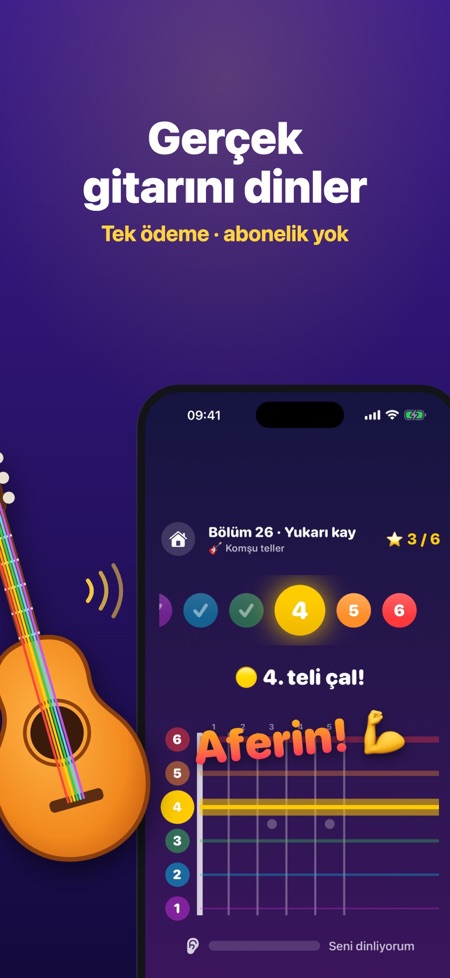 Gerçek
gitarını dinler
Tek ödeme · abonelik yok
09:41
Bölüm 26 · Yukarı kay
Komşu teller
3 / 6
4
5
6
4. teli çal!
1 2 3 4 5
Aferin!
6
5
4
3
2
1
Seni dinliyorum